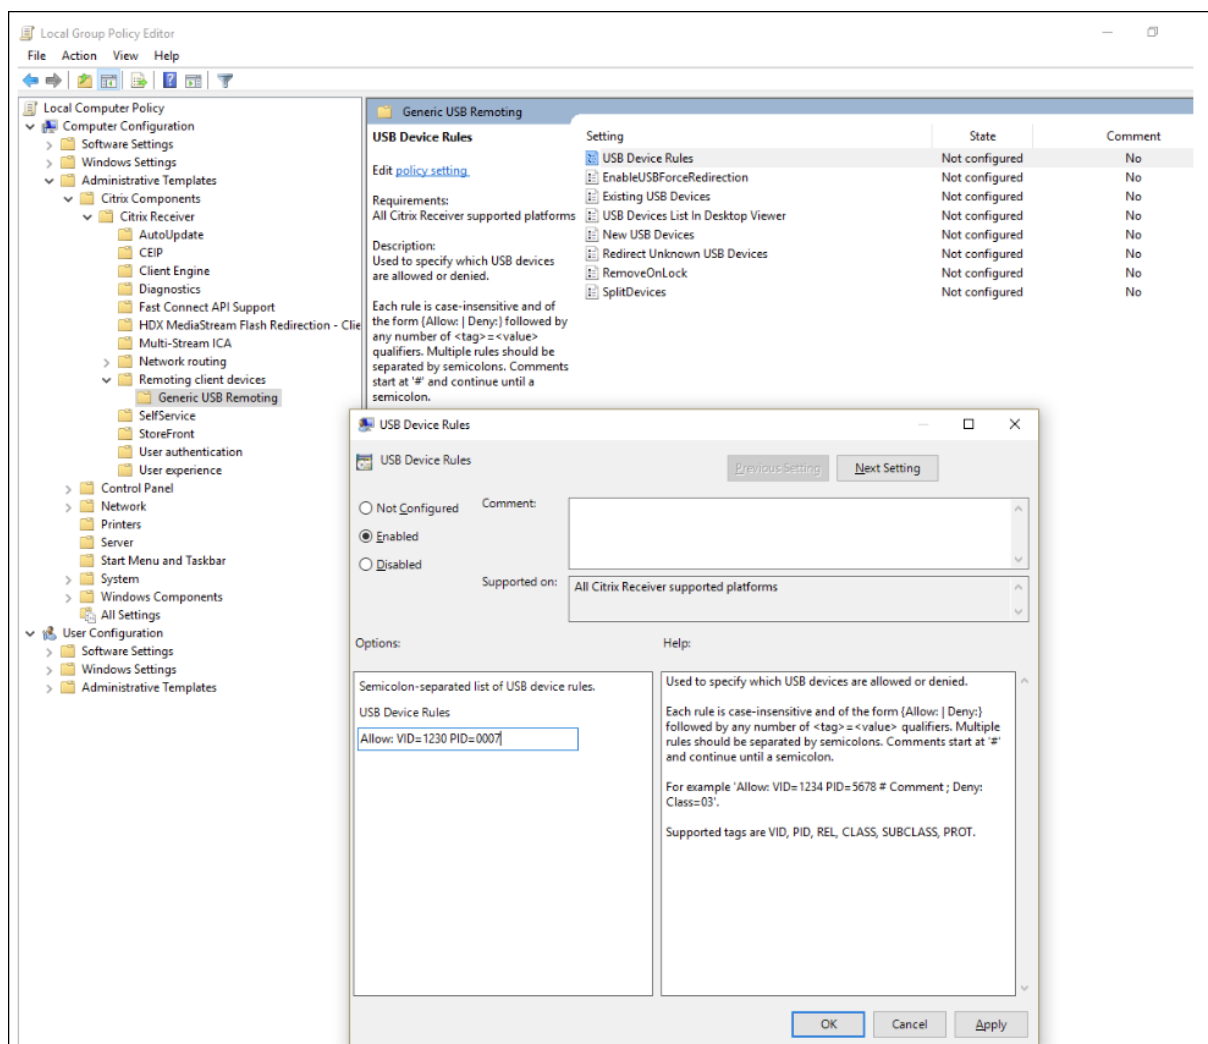 Local Group Policy Editor
File Action View Help
Local Computer Policy
Computer Configuration
Software Settings
Windows Settings
Administrative Templates
Citrix Components
Citrix Receiver
AutoUpdate
CEIP
Client Engine
Diagnostics
Fast Connect API Support
HDX MediaStream Flash Redirection - Clie
Multi-Stream ICA
Network routing
Remoting client devices
Generic USB Remoting
SelfService
StoreFront
User authentication
User experience
Control Panel
Network
Printers
Server
Start Menu and Taskbar
System
Windows Components
All Settings
User Configuration
Software Settings
Windows Settings
Administrative Templates
Generic USB Remoting
USB Device Rules
Edit policy setting
Requirements:
All Citrix Receiver supported platforms
Description:
Used to specify which USB devices
are allowed or denied.
Each rule is case-insensitive and of
the form {Allow: | Deny:} followed by
any number of <tag>=<value>
qualifiers. Multiple rules should be
separated by semicolons. Comments
start at '#' and continue until a
semicolon.
Setting State Comment
USB Device Rules Not configured No
EnableUSBForceRedirection Not configured No
Existing USB Devices Not configured No
USB Devices List In Desktop Viewer Not configured No
New USB Devices Not configured No
Redirect Unknown USB Devices Not configured No
RemoveOnLock Not configured No
SplitDevices Not configured No
USB Device Rules
USB Device Rules
Previous Setting Next Setting
Not Configured
Enabled
Disabled
Comment:
Supported on:
All Citrix Receiver supported platforms
Options:
Help:
Semicolon-separated list of USB device rules.
USB Device Rules
Allow: VID=1230 PID=0007
Used to specify which USB devices are allowed or denied.
Each rule is case-insensitive and of the form {Allow: | Deny:}
followed by any number of <tag>=<value> qualifiers. Multiple
rules should be separated by semicolons. Comments start at '#'
and continue until a semicolon.
For example 'Allow: VID=1234 PID=5678 # Comment ; Deny:
Class=03'.
Supported tags are VID, PID, REL, CLASS, SUBCLASS, PROT.
OK Cancel Apply